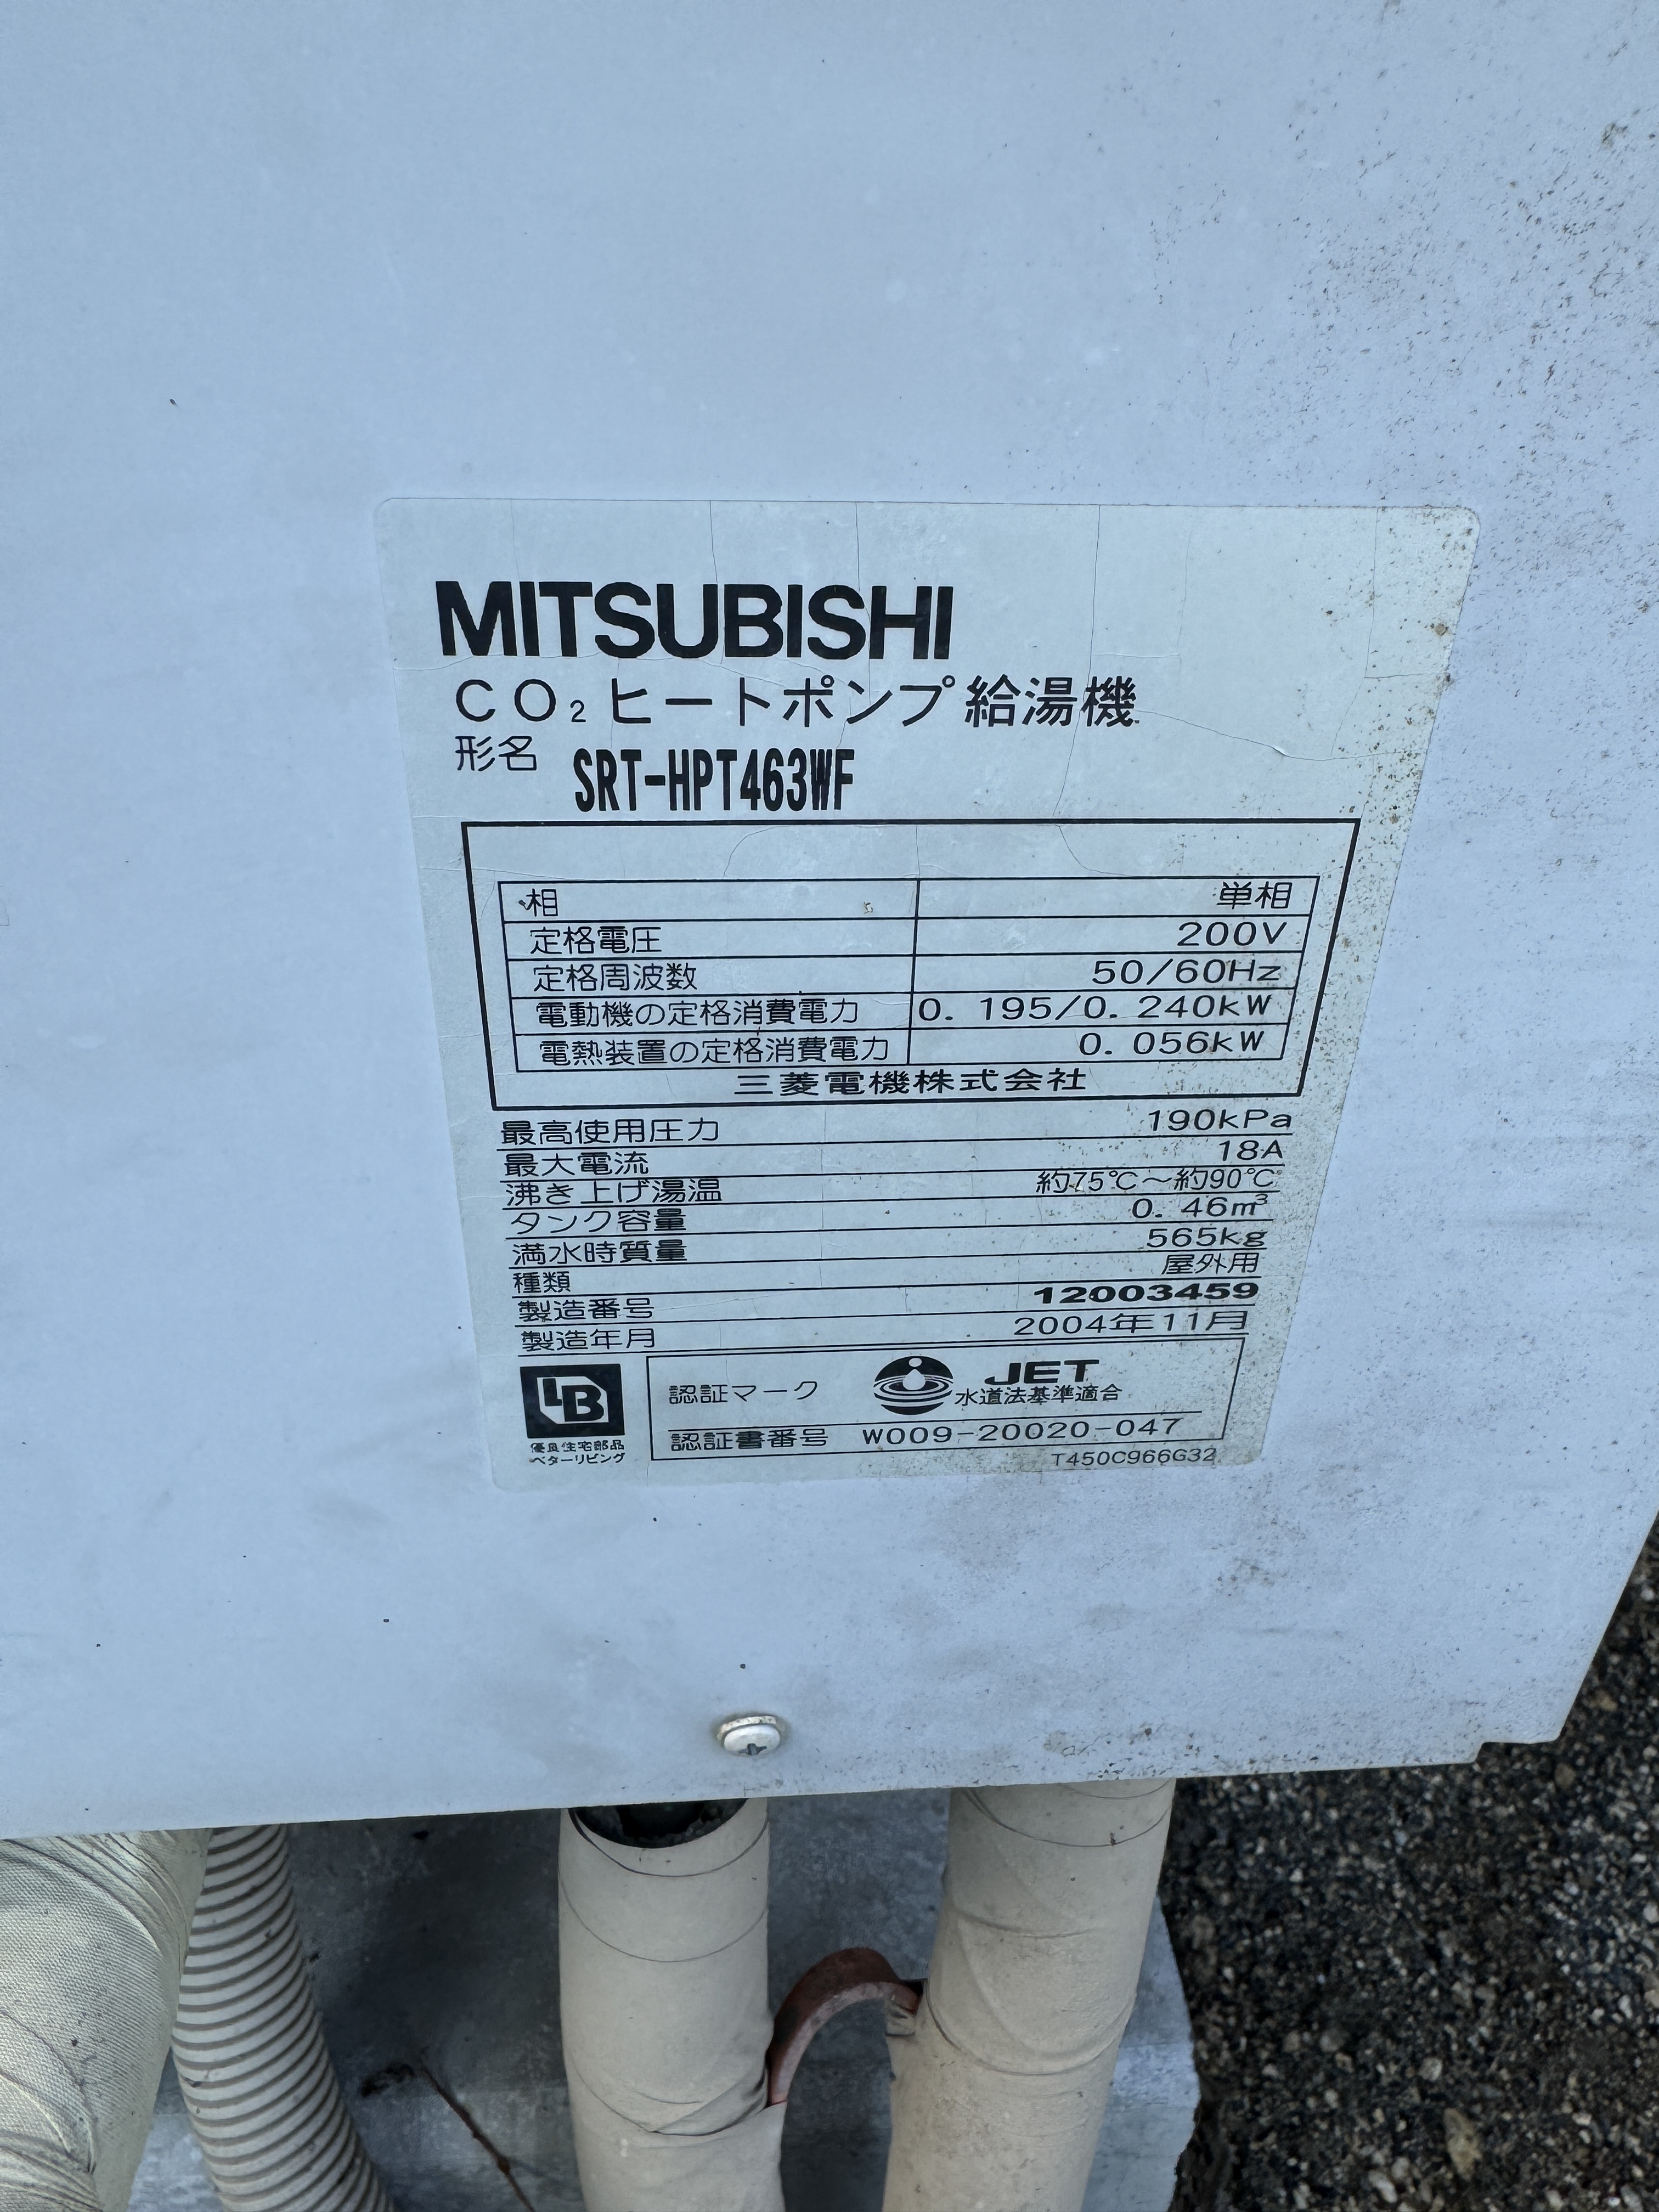 MITSUBISHI
CO₂ヒートポンプ給湯機
形名 SRT-HPT463WF
相 単相
定格電圧 200V
定格周波数 50/60Hz
電動機の定格消費電力 0.195/0.240kW
電熱装置の定格消費電力 0.056kW
三菱電機株式会社
最高使用圧力 190kPa
最大電流 18A
沸き上げ湯温 約75℃～約90℃
タンク容量 0.46m³
満水時質量 565kg
種類 屋外用
製造番号 12003459
製造年月 2004年11月
LB
優良住宅部品
ベターリビング
認証マーク JET
水道法基準適合
認証書番号 W009-20020-047
T450C966G32